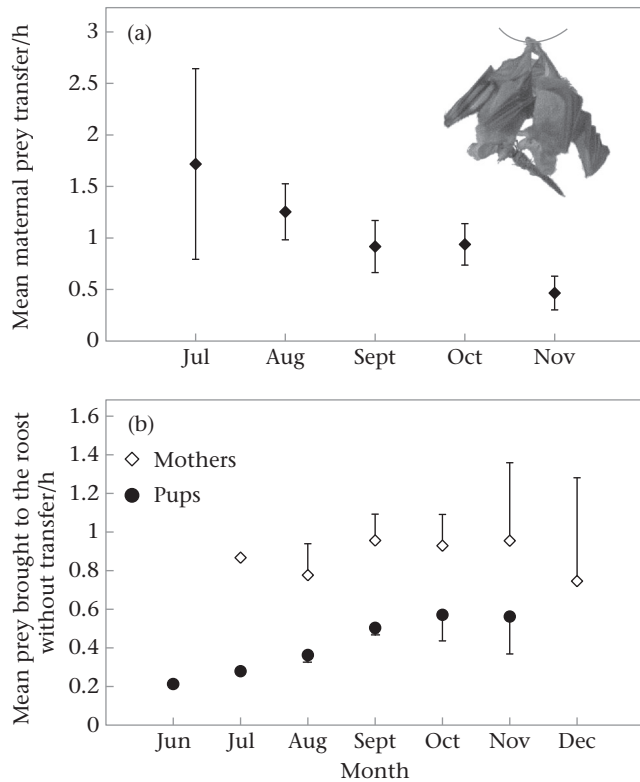 Mean maternal prey transfer/h
(a)
3
2.5
2
1.5
1
0.5
0
Jul Aug Sept Oct Nov
Mean prey brought to the roost
without transfer/h
(b)
Mothers
Pups
1.6
1.4
1.2
1
0.8
0.6
0.4
0.2
0
Jun Jul Aug Sept Oct Nov Dec
Month